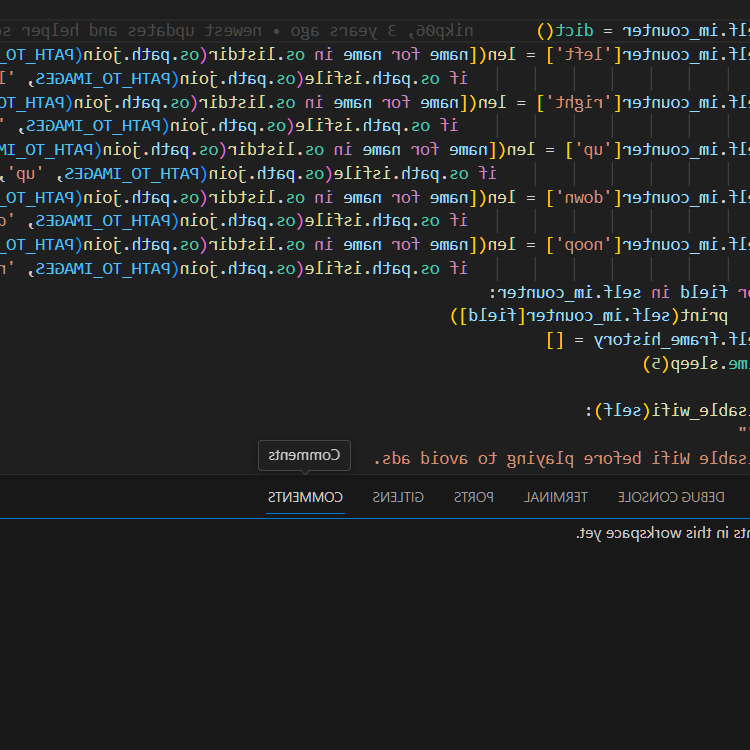 elf.im_counter = dict() nikp06, 3 years ago • newest updates and helper sc
elf.im_counter['left'] = len([name for name in os.listdir(os.path.join(PATH_TO_
if os.path.isfile(os.path.join(PATH_TO_IMAGES, 'l
elf.im_counter['right'] = len([name for name in os.listdir(os.path.join(PATH_TO
if os.path.isfile(os.path.join(PATH_TO_IMAGES, '
elf.im_counter['up'] = len([name for name in os.listdir(os.path.join(PATH_TO_IM
if os.path.isfile(os.path.join(PATH_TO_IMAGES, 'up',
elf.im_counter['down'] = len([name for name in os.listdir(os.path.join(PATH_TO_
if os.path.isfile(os.path.join(PATH_TO_IMAGES, 'd
elf.im_counter['noop'] = len([name for name in os.listdir(os.path.join(PATH_TO_
if os.path.isfile(os.path.join(PATH_TO_IMAGES, 'n
or field in self.im_counter:
print(self.im_counter[field])
elf.frame_history = []
me.sleep(5)
isable_wifi(self):
""
isable Wifi before playing to avoid ads.
Comments
DEBUG CONSOLE TERMINAL PORTS GITLENS COMMENTS
nts in this workspace yet.